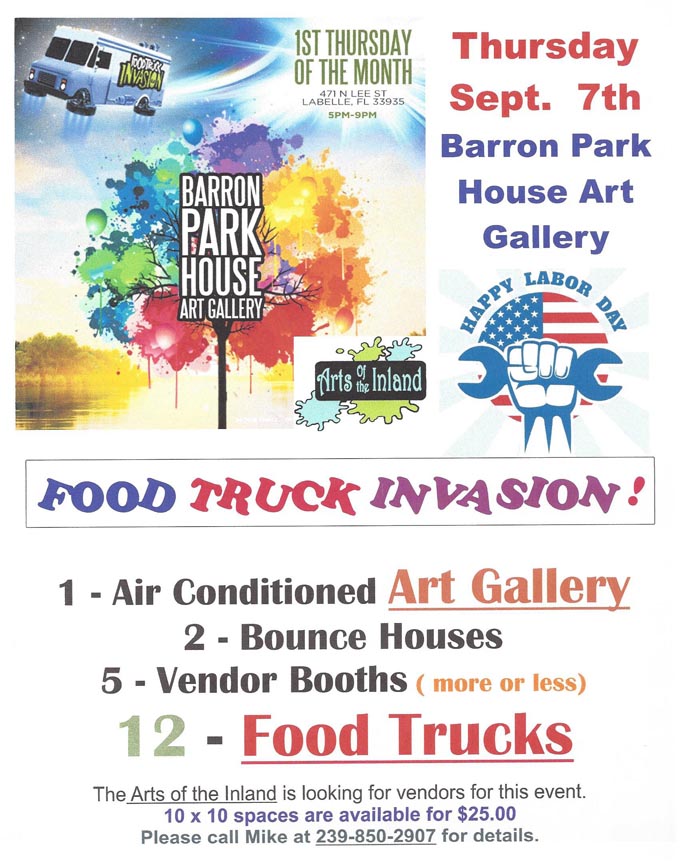 FOOD TRUCK
INVASION
1ST THURSDAY
OF THE MONTH
471 N LEE ST
LABELLE, FL 33935
5PM-9PM
BARRON
PARK
HOUSE
ART GALLERY
Arts Of the Inland
Thursday
Sept. 7th
Barron Park
House Art
Gallery
HAPPY LABOR DAY
FOOD TRUCK INVASION!
1 - Air Conditioned Art Gallery
2 - Bounce Houses
5 - Vendor Booths ( more or less)
12 - Food Trucks
The Arts of the Inland is looking for vendors for this event.
10 x 10 spaces are available for $25.00
Please call Mike at 239-850-2907 for details.